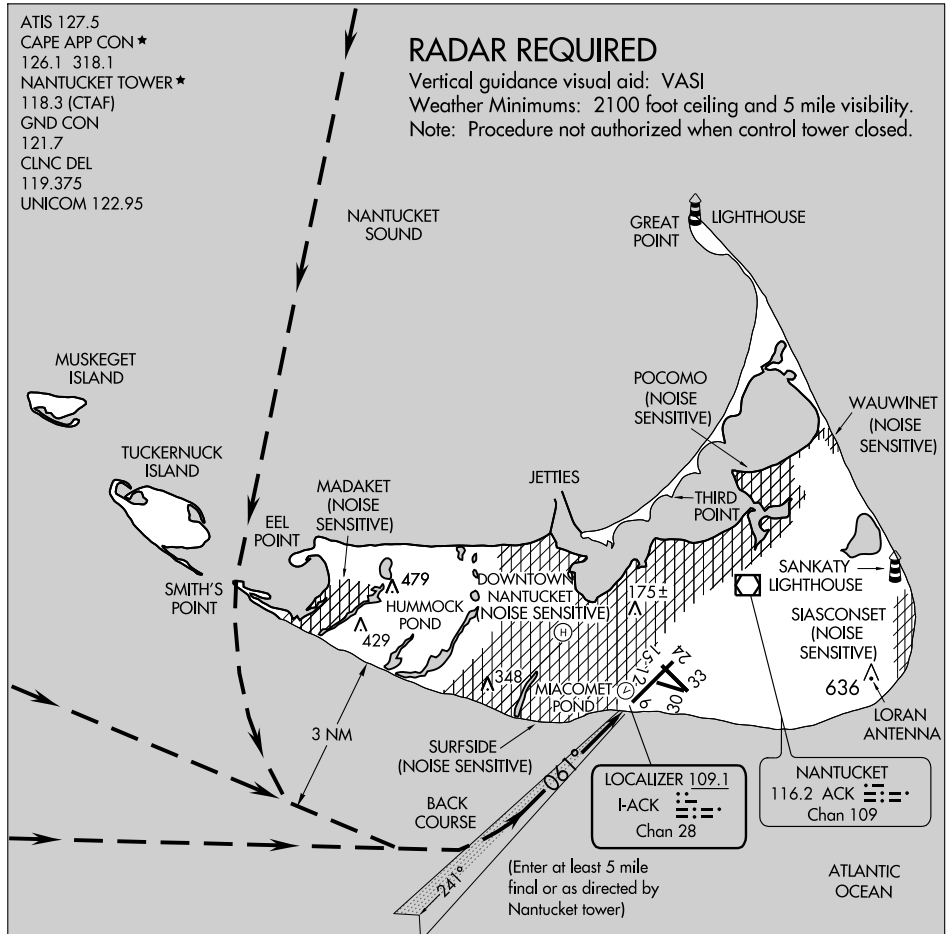 ATIS 127.5
CAPE APP CON ★
126.1 318.1
NANTUCKET TOWER ★
118.3 (CTAF)
GND CON
121.7
CLNC DEL
119.375
UNICOM 122.95
RADAR REQUIRED
Vertical guidance visual aid: VASI
Weather Minimums: 2100 foot ceiling and 5 mile visibility.
Note: Procedure not authorized when control tower closed.
NANTUCKET
SOUND
GREAT
POINT
LIGHTHOUSE
MUSKEGET
ISLAND
POCOMO
(NOISE
SENSITIVE)
WAUWINET
(NOISE
SENSITIVE)
TUCKERNUCK
ISLAND
MADAKET
(NOISE
SENSITIVE)
JETTIES
THIRD
POINT
EEL
POINT
SMITH'S
POINT
479
HUMMOCK
POND
429
DOWNTOWN
NANTUCKET
(NOISE SENSITIVE)
H
175±
SANKATY
LIGHTHOUSE
SIASCONSET
(NOISE
SENSITIVE)
636
LORAN
ANTENNA
348
MIACOMET
POND
V
15
12
24
33
30
6
9
3 NM
SURFSIDE
(NOISE SENSITIVE)
BACK
COURSE
061°
241°
LOCALIZER 109.1
I-ACK
Chan 28
NANTUCKET
116.2 ACK
Chan 109
(Enter at least 5 mile
final or as directed by
Nantucket tower)
ATLANTIC
OCEAN